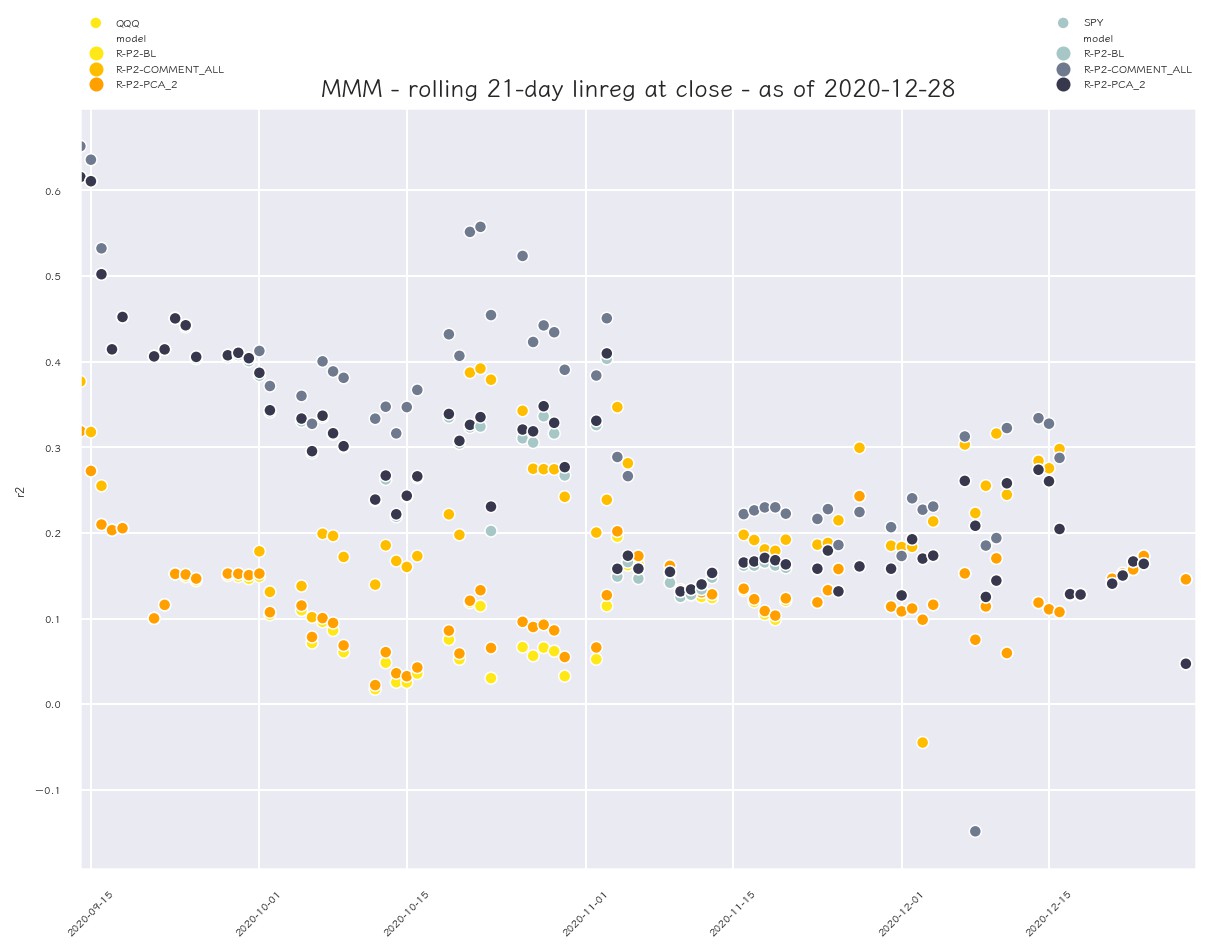 QQQ
model
R-P2-BL
R-P2-COMMENT_ALL
R-P2-PCA_2
SPY
model
R-P2-BL
R-P2-COMMENT_ALL
R-P2-PCA_2
MMM - rolling 21-day linreg at close - as of 2020-12-28
r2
0.6
0.5
0.4
0.3
0.2
0.1
0.0
−0.1
2020-09-15
2020-10-01
2020-10-15
2020-11-01
2020-11-15
2020-12-01
2020-12-15